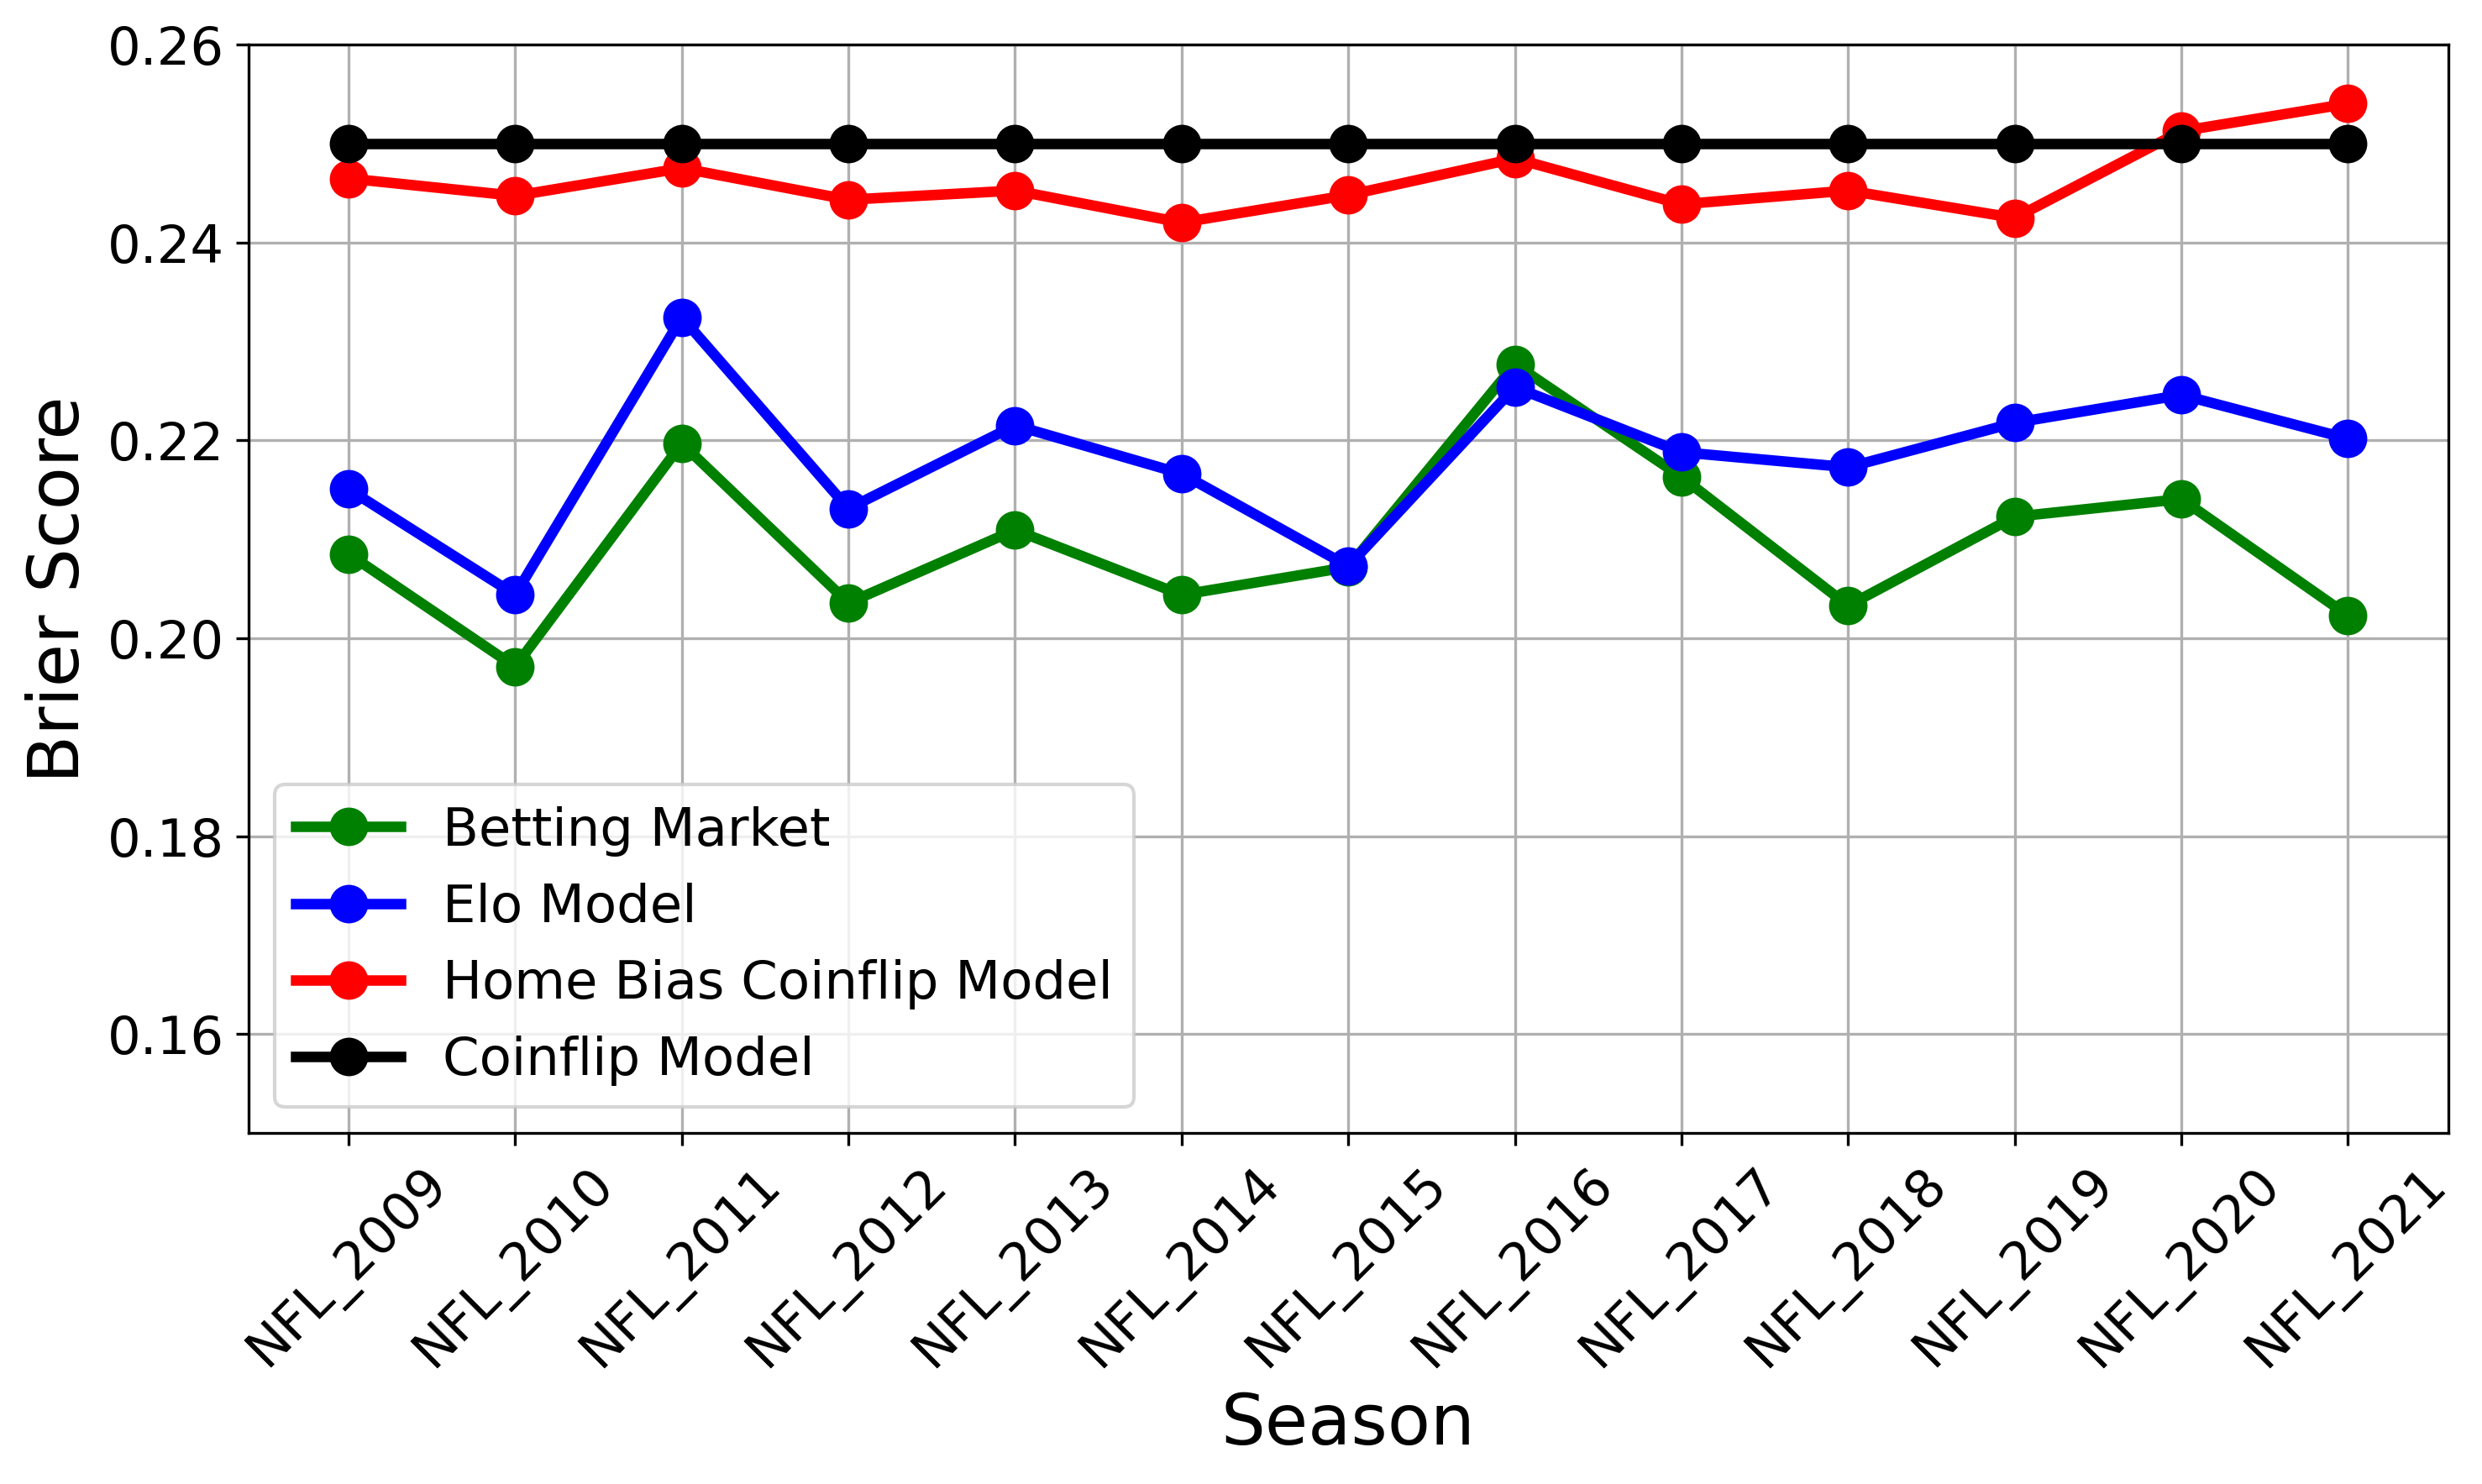 0.26
0.24
0.22
0.20
0.18
0.16
Brier Score
Betting Market
Elo Model
Home Bias Coinflip Model
Coinflip Model
NFL_2009
NFL_2010
NFL_2011
NFL_2012
NFL_2013
NFL_2014
NFL_2015
NFL_2016
NFL_2017
NFL_2018
NFL_2019
NFL_2020
NFL_2021
Season